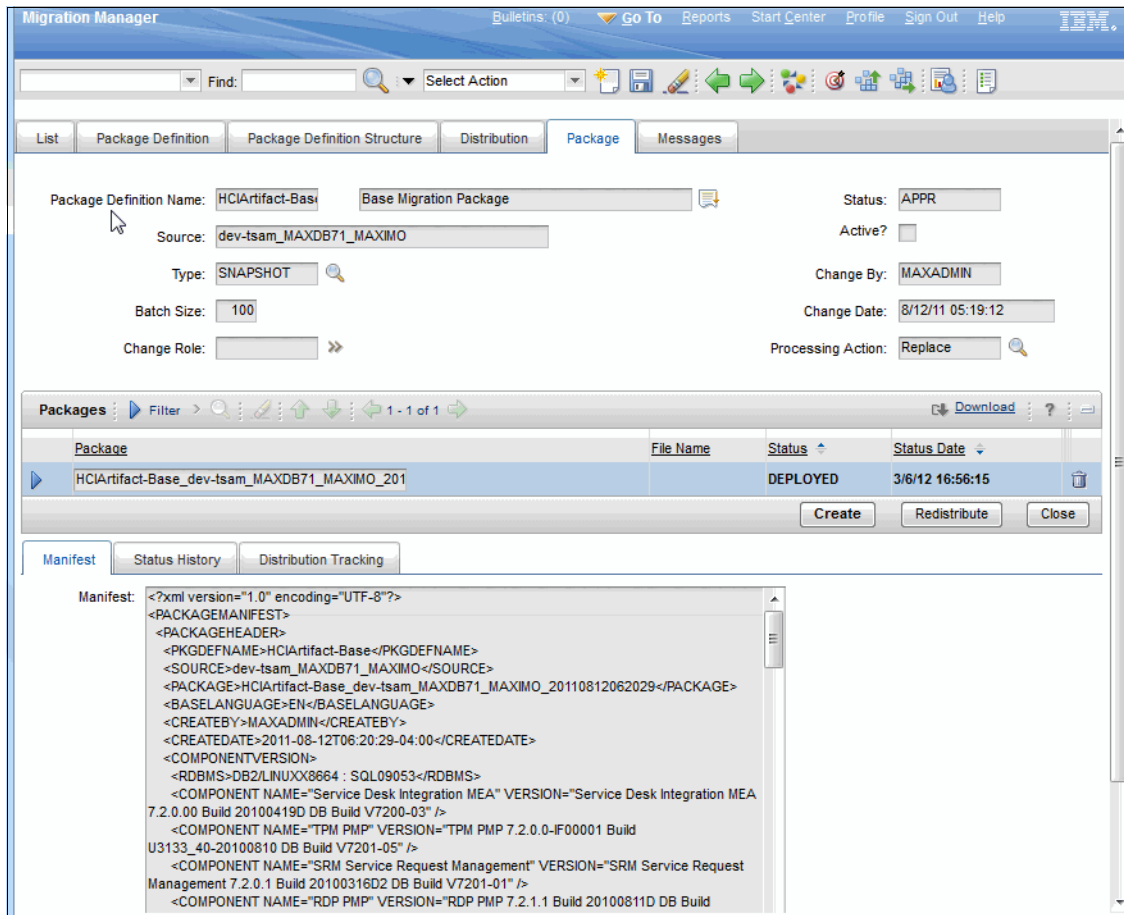 Migration Manager
Bulletins: (0) Go To Reports Start Center Profile Sign Out Help IBM.
Find: Select Action
List Package Definition Package Definition Structure Distribution Package Messages
Package Definition Name: HCIArtifact-Base Base Migration Package Status: APPR
Source: dev-tsam_MAXDB71_MAXIMO Active?
Type: SNAPSHOT Change By: MAXADMIN
Batch Size: 100 Change Date: 8/12/11 05:19:12
Change Role: Processing Action: Replace
Packages Filter 1 - 1 of 1 Download ?
Package File Name Status Status Date
HCIArtifact-Base_dev-tsam_MAXDB71_MAXIMO_201 DEPLOYED 3/6/12 16:56:15
Create Redistribute Close
Manifest Status History Distribution Tracking
Manifest: <?xml version="1.0" encoding="UTF-8"?>
<PACKAGEMANIFEST>
<PACKAGEHEADER>
<PKGDEFNAME>HCIArtifact-Base</PKGDEFNAME>
<SOURCE>dev-tsam_MAXDB71_MAXIMO</SOURCE>
<PACKAGE>HCIArtifact-Base_dev-tsam_MAXDB71_MAXIMO_20110812062029</PACKAGE>
<BASELANGUAGE>EN</BASELANGUAGE>
<CREATEBY>MAXADMIN</CREATEBY>
<CREATEDATE>2011-08-12T06:20:29-04:00</CREATEDATE>
<COMPONENTVERSION>
<RDBMS>DB2/LINUXX8664 : SQL09053</RDBMS>
<COMPONENT NAME="Service Desk Integration MEA" VERSION="Service Desk Integration MEA
7.2.0.00 Build 20100419D DB Build V7200-03" />
<COMPONENT NAME="TPM PMP" VERSION="TPM PMP 7.2.0.0-IF00001 Build
U3133_40-20100810 DB Build V7201-05" />
<COMPONENT NAME="SRM Service Request Management" VERSION="SRM Service Request
Management 7.2.0.1 Build 20100316D2 DB Build V7201-01" />
<COMPONENT NAME="RDP PMP" VERSION="RDP PMP 7.2.1.1 Build 20100811D DB Build